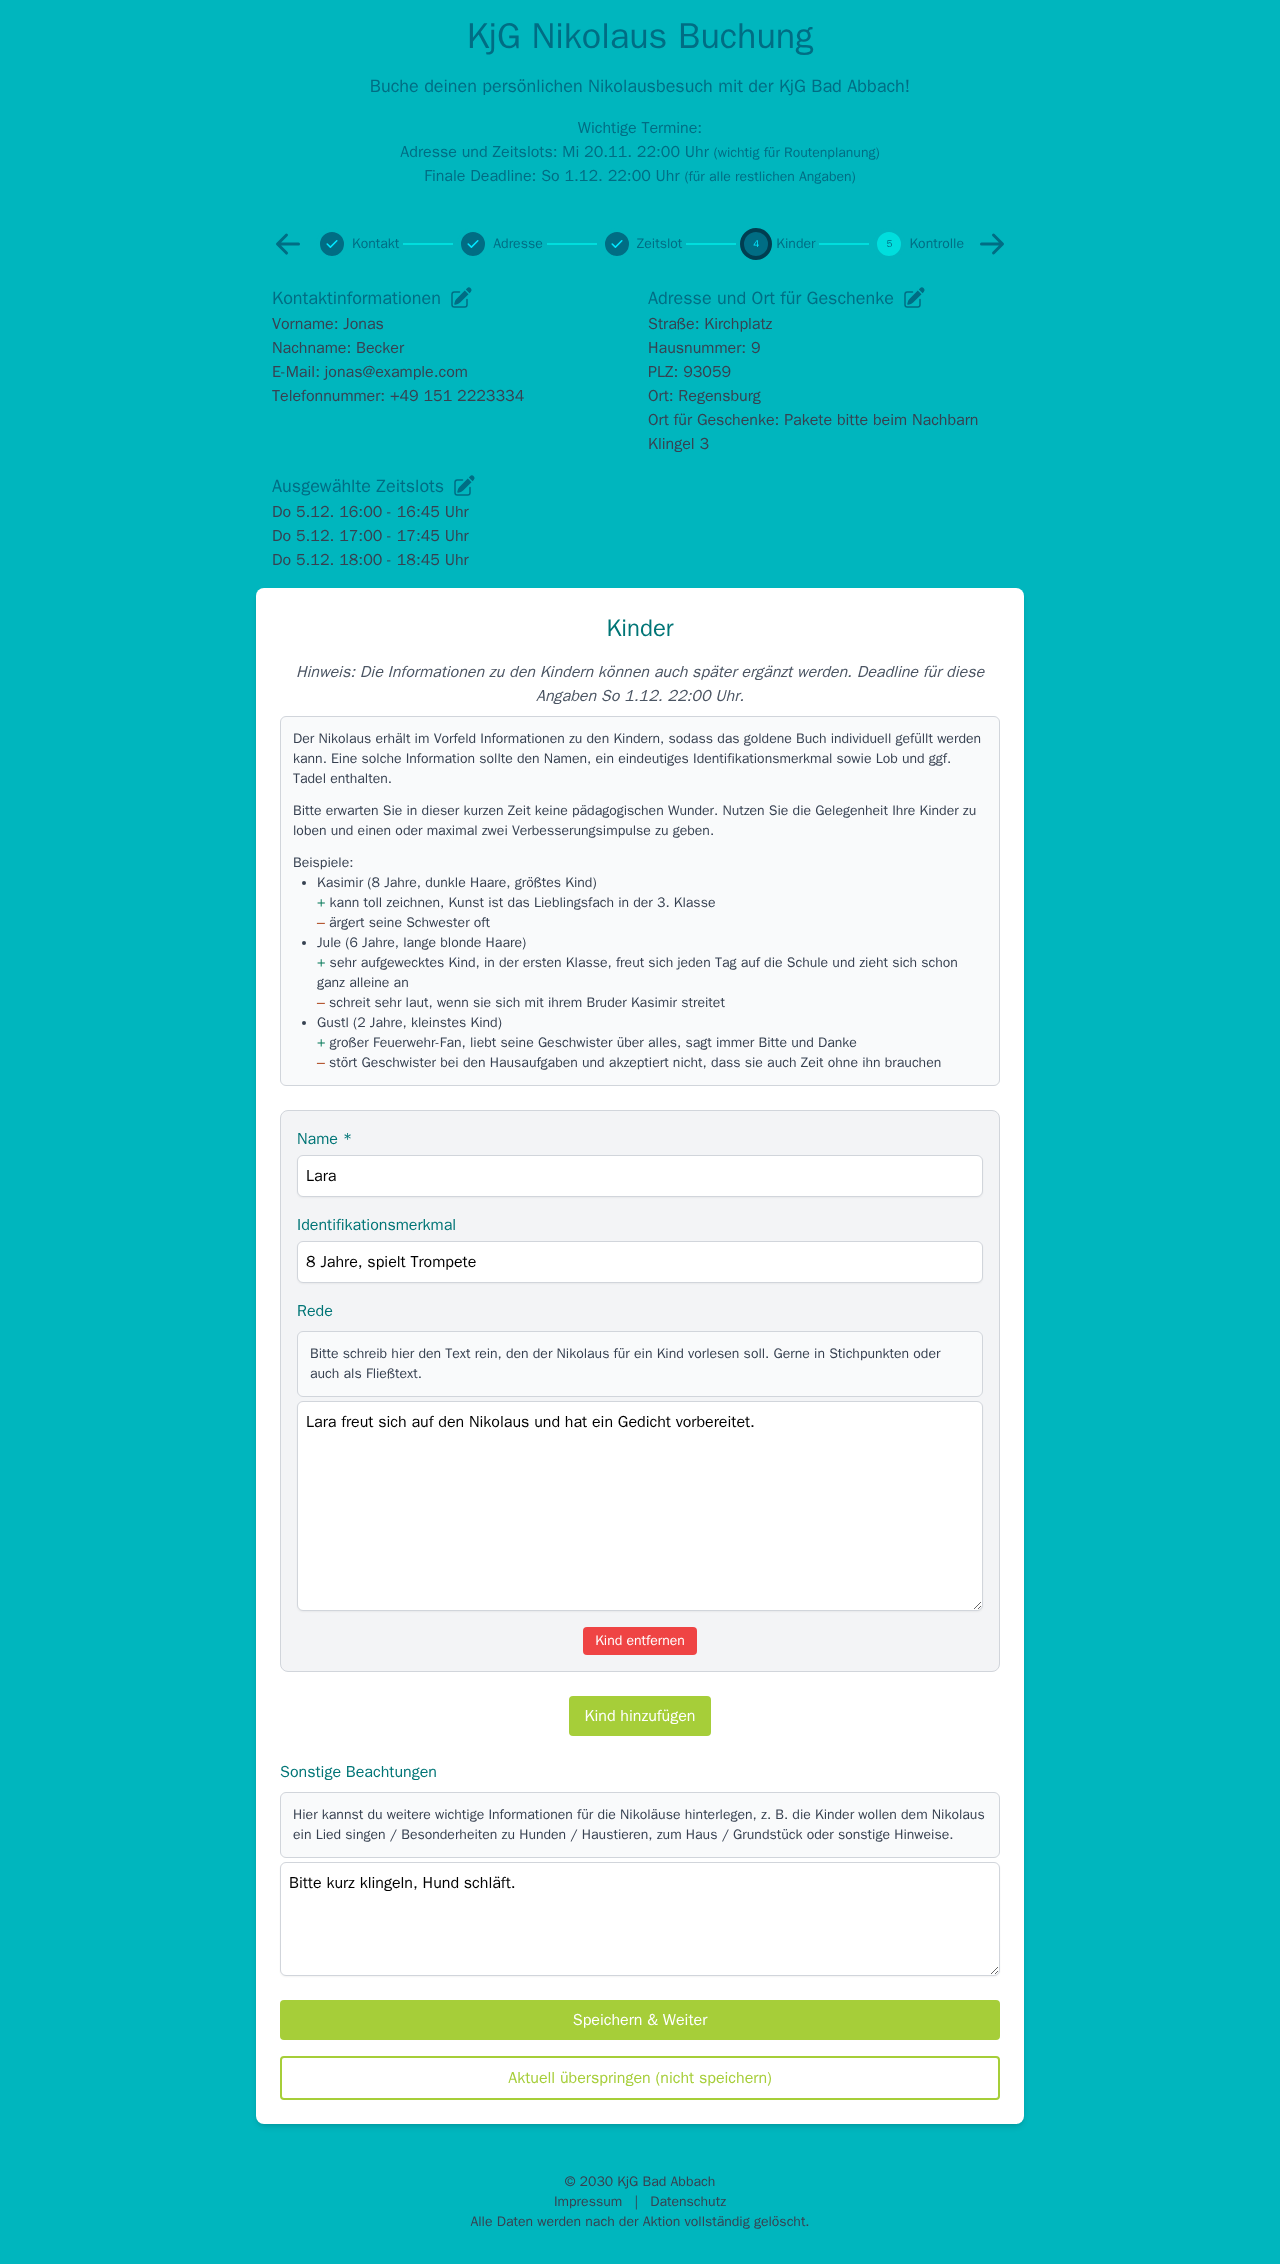 KjG Nikolaus Buchung
Buche deinen persönlichen Nikolausbesuch mit der KjG Bad Abbach!
Wichtige Termine:
Adresse und Zeitslots: Mi 20.11. 22:00 Uhr (wichtig für Routenplanung)
Finale Deadline: So 1.12. 22:00 Uhr (für alle restlichen Angaben)
Kontakt Adresse Zeitslot 4 Kinder 5 Kontrolle
Kontaktinformationen
Vorname: Jonas
Nachname: Becker
E-Mail: jonas@example.com
Telefonnummer: +49 151 2223334
Adresse und Ort für Geschenke
Straße: Kirchplatz
Hausnummer: 9
PLZ: 93059
Ort: Regensburg
Ort für Geschenke: Pakete bitte beim Nachbarn
Klingel 3
Ausgewählte Zeitslots
Do 5.12. 16:00 - 16:45 Uhr
Do 5.12. 17:00 - 17:45 Uhr
Do 5.12. 18:00 - 18:45 Uhr
Kinder
Hinweis: Die Informationen zu den Kindern können auch später ergänzt werden. Deadline für diese
Angaben So 1.12. 22:00 Uhr.
Der Nikolaus erhält im Vorfeld Informationen zu den Kindern, sodass das goldene Buch individuell gefüllt werden
kann. Eine solche Information sollte den Namen, ein eindeutiges Identifikationsmerkmal sowie Lob und ggf.
Tadel enthalten.
Bitte erwarten Sie in dieser kurzen Zeit keine pädagogischen Wunder. Nutzen Sie die Gelegenheit Ihre Kinder zu
loben und einen oder maximal zwei Verbesserungsimpulse zu geben.
Beispiele:
• Kasimir (8 Jahre, dunkle Haare, größtes Kind)
+ kann toll zeichnen, Kunst ist das Lieblingsfach in der 3. Klasse
– ärgert seine Schwester oft
• Jule (6 Jahre, lange blonde Haare)
+ sehr aufgewecktes Kind, in der ersten Klasse, freut sich jeden Tag auf die Schule und zieht sich schon
ganz alleine an
– schreit sehr laut, wenn sie sich mit ihrem Bruder Kasimir streitet
• Gustl (2 Jahre, kleinstes Kind)
+ großer Feuerwehr-Fan, liebt seine Geschwister über alles, sagt immer Bitte und Danke
– stört Geschwister bei den Hausaufgaben und akzeptiert nicht, dass sie auch Zeit ohne ihn brauchen
Name *
Lara
Identifikationsmerkmal
8 Jahre, spielt Trompete
Rede
Bitte schreib hier den Text rein, den der Nikolaus für ein Kind vorlesen soll. Gerne in Stichpunkten oder
auch als Fließtext.
Lara freut sich auf den Nikolaus und hat ein Gedicht vorbereitet.
Kind entfernen
Kind hinzufügen
Sonstige Beachtungen
Hier kannst du weitere wichtige Informationen für die Nikoläuse hinterlegen, z. B. die Kinder wollen dem Nikolaus
ein Lied singen / Besonderheiten zu Hunden / Haustieren, zum Haus / Grundstück oder sonstige Hinweise.
Bitte kurz klingeln, Hund schläft.
Speichern & Weiter
Aktuell überspringen (nicht speichern)
© 2030 KjG Bad Abbach
Impressum | Datenschutz
Alle Daten werden nach der Aktion vollständig gelöscht.